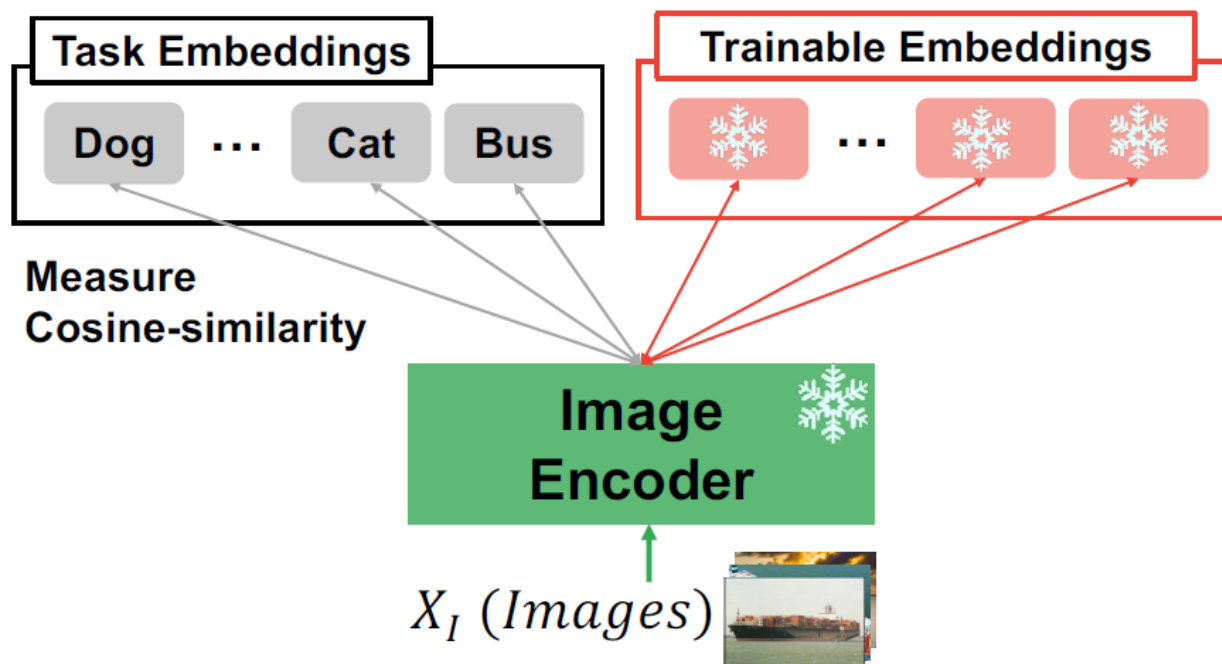 Task Embeddings
Trainable Embeddings
Dog ... Cat Bus
...
Measure
Cosine-similarity
Image
Encoder
X_I (Images)